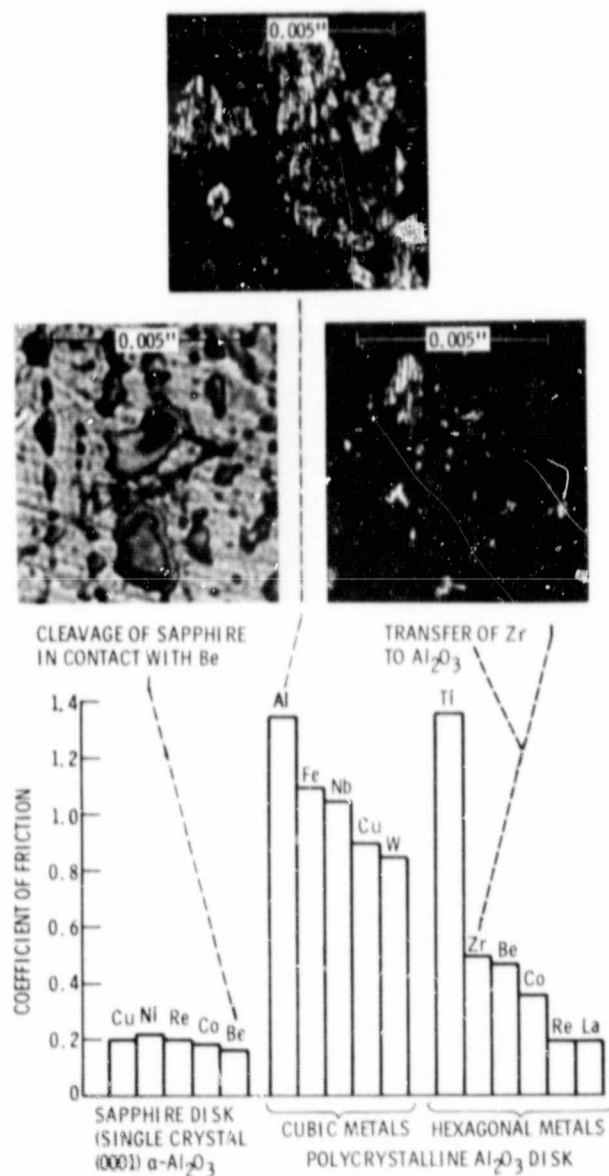 0.005"
0.005"
0.005"
CLEAVAGE OF SAPPHIRE
IN CONTACT WITH Be
TRANSFER OF Zr
TO Al₂O₃
COEFFICIENT OF FRICTION
1.4
1.2
1.0
0.8
0.6
0.4
0.2
0
Cu Ni Re Co Be
Al
Fe
Nb
Cu
W
Ti
Zr
Be
Co
Re La
SAPPHIRE DISK
(SINGLE CRYSTAL
(0001) α-Al₂O₃
CUBIC METALS
HEXAGONAL METALS
POLYCRYSTALLINE Al₂O₃ DISK